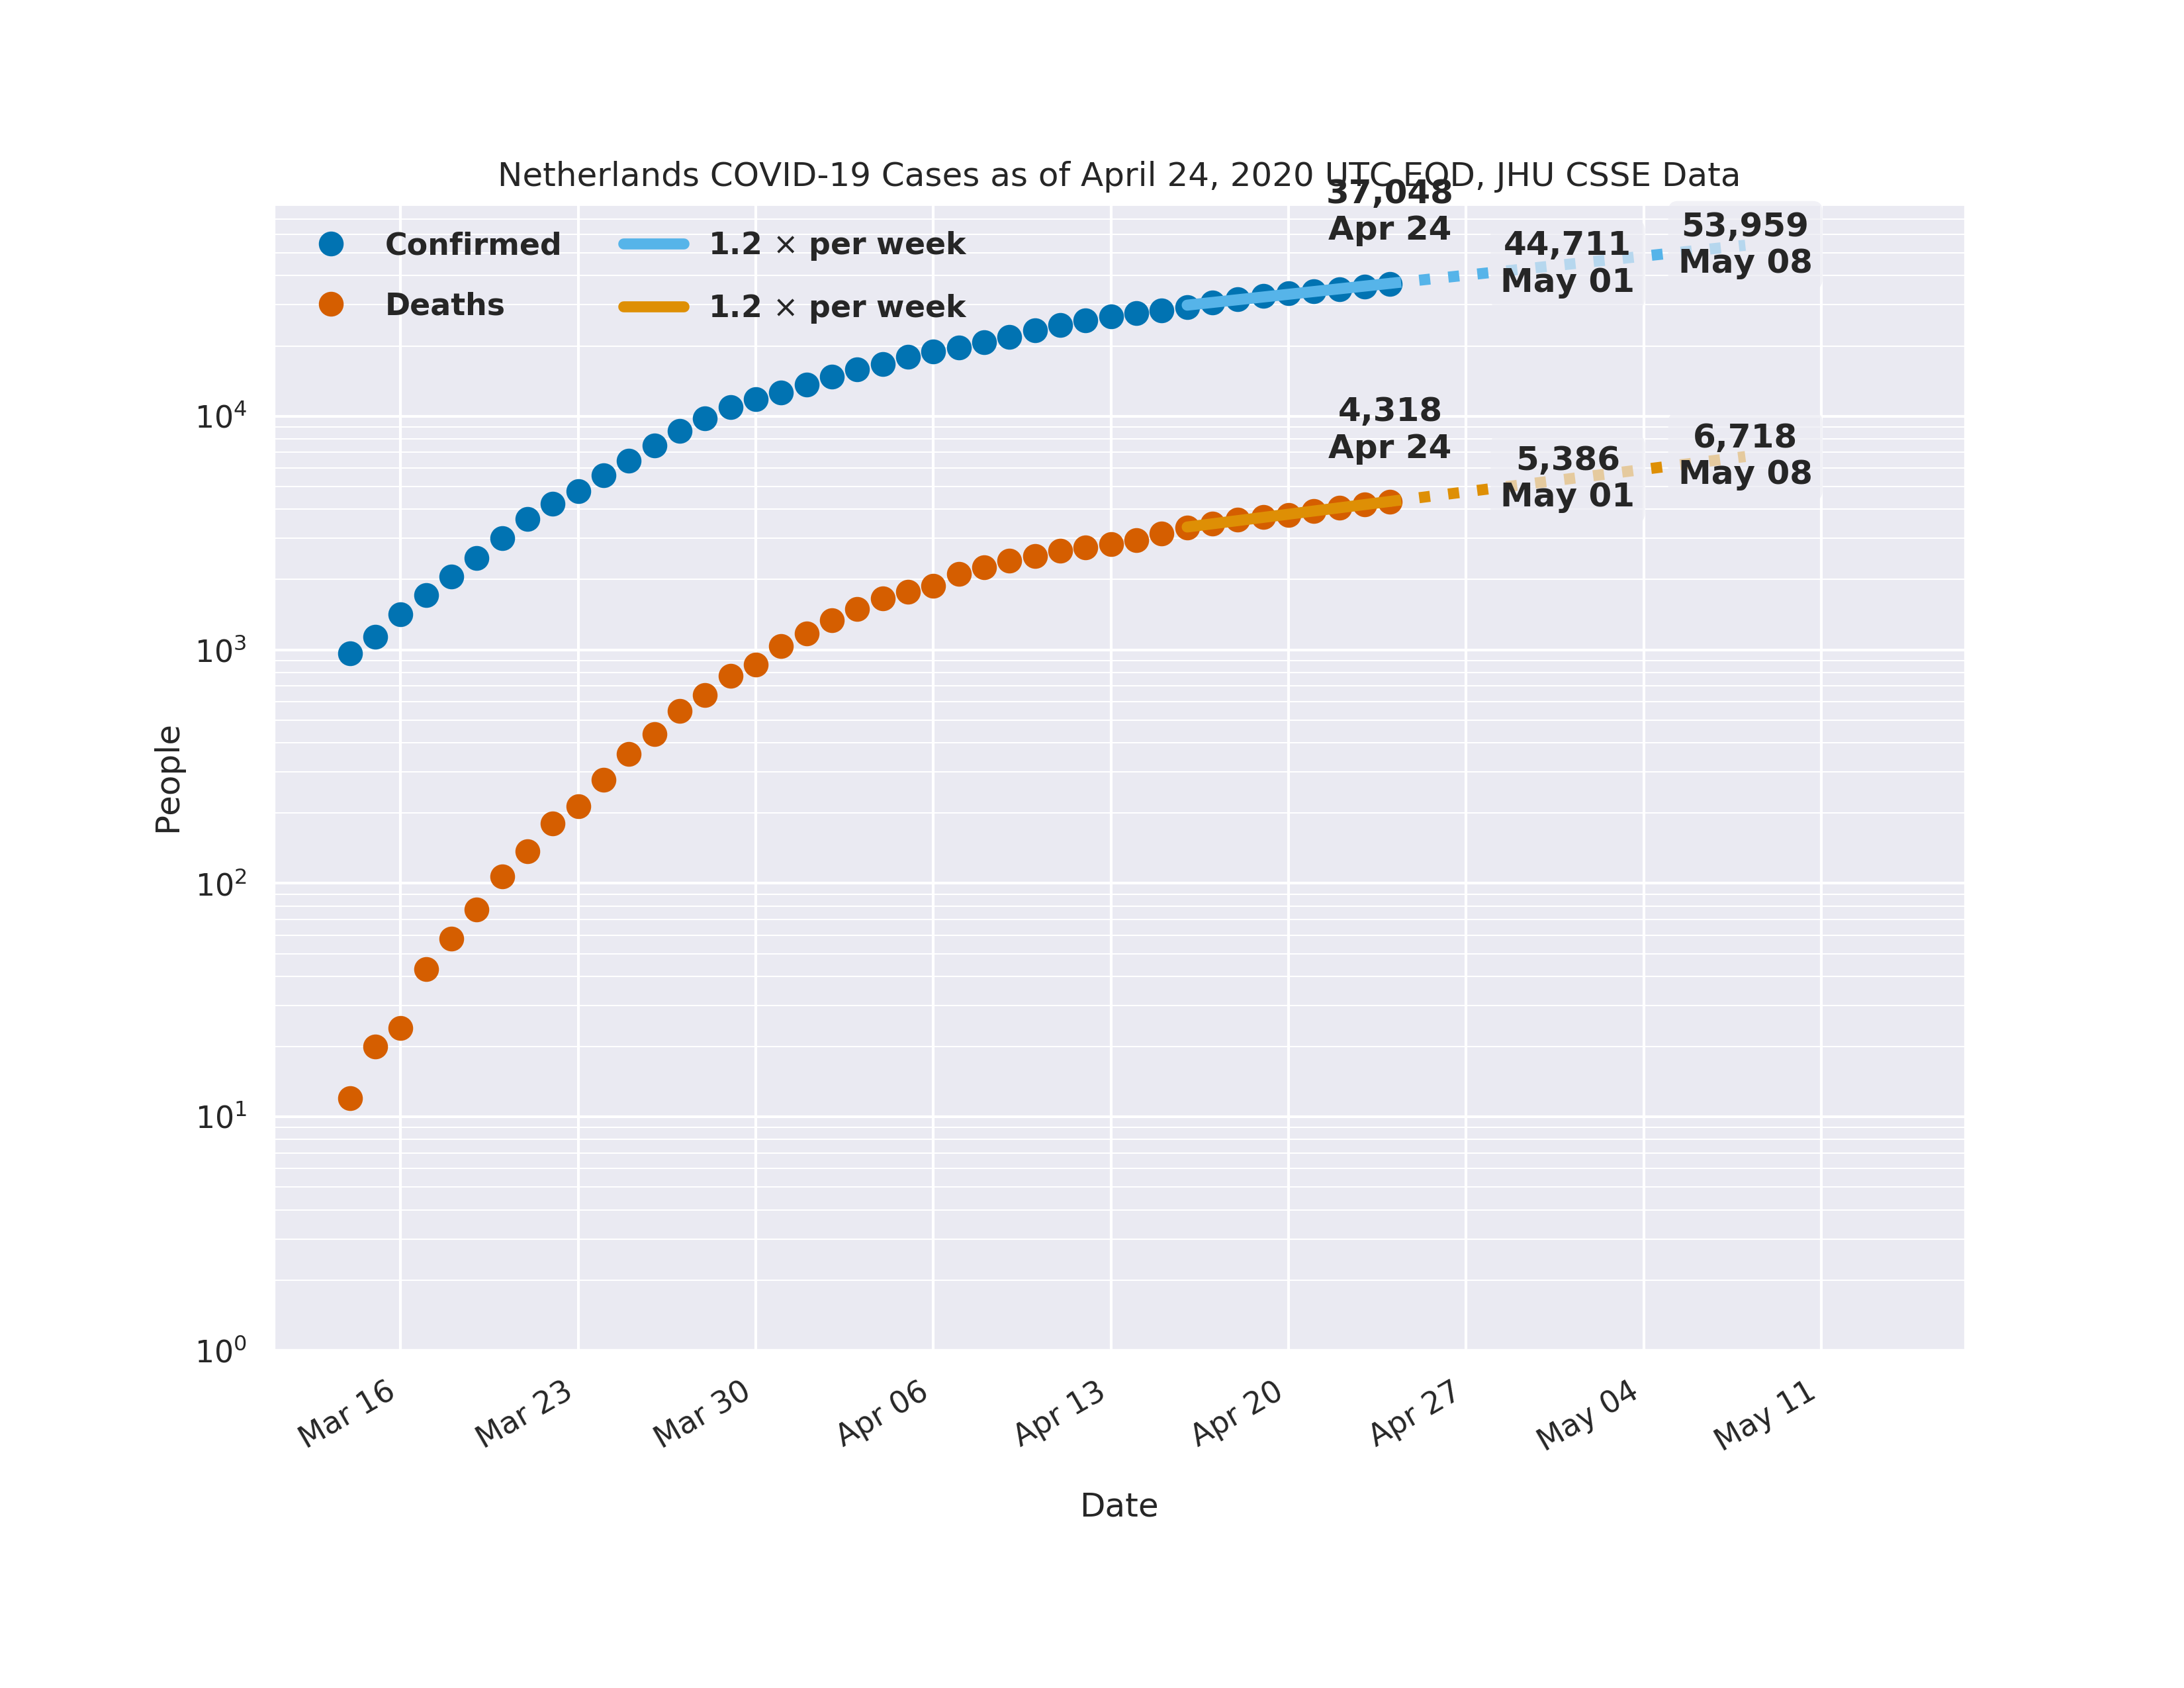 Netherlands COVID-19 Cases as of April 24, 2020 UTC EOD, JHU CSSE Data
37,048
Apr 24
44,711
May 01
53,959
May 08
Confirmed
1.2 × per week
Deaths
1.2 × per week
4,318
Apr 24
5,386
May 01
6,718
May 08
People
10⁴
10³
10²
10¹
10⁰
Mar 16
Mar 23
Mar 30
Apr 06
Apr 13
Apr 20
Apr 27
May 04
May 11
Date